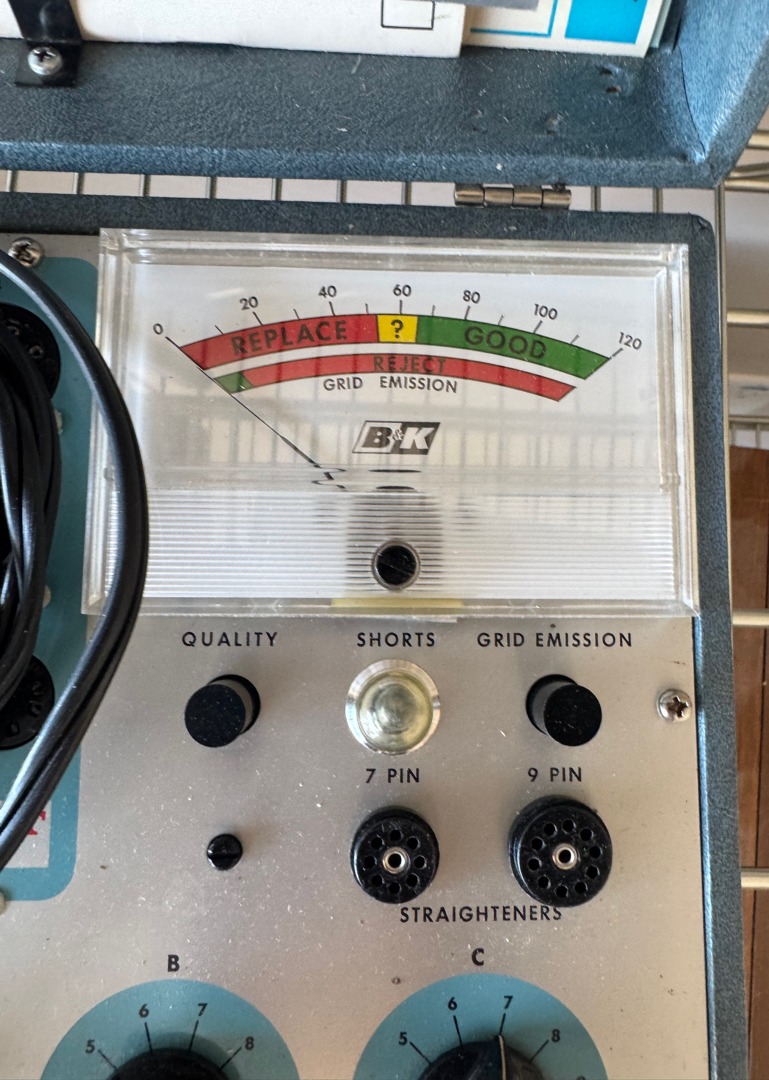 0 20 40 60 80 100 120
REPLACE ? GOOD
REJECT
GRID EMISSION
B&K
QUALITY SHORTS GRID EMISSION
7 PIN 9 PIN
STRAIGHTENERS
B C
5 6 7 8
5 6 7 8